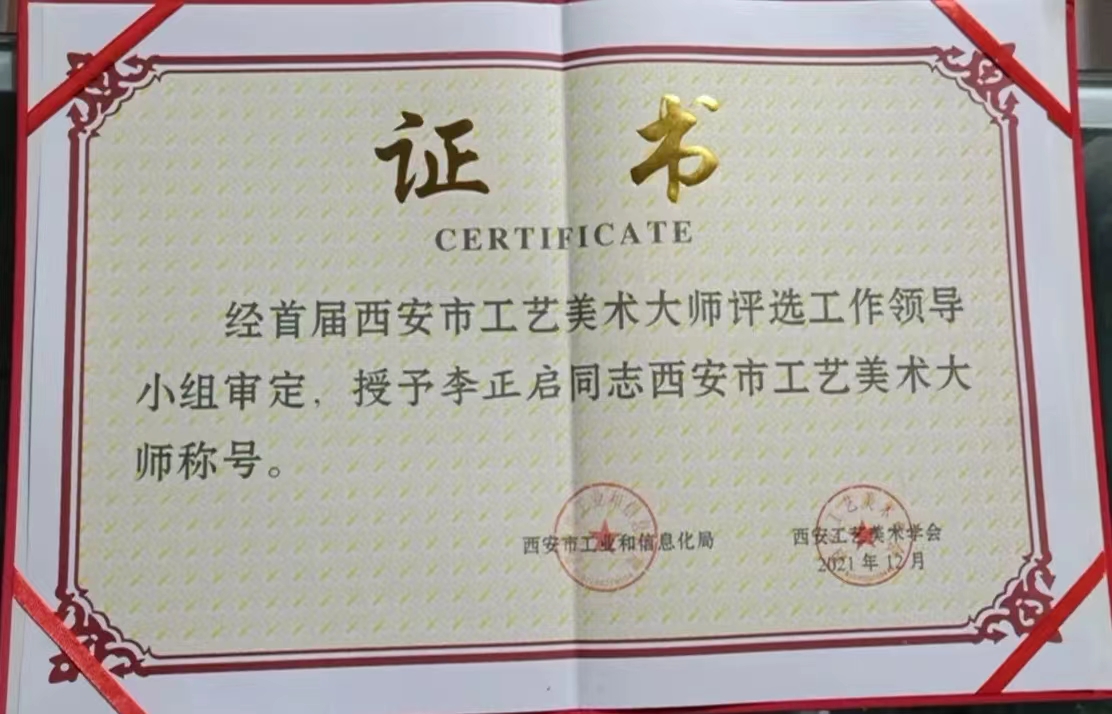 证 书
CERTIFICATE
经首届西安市工艺美术大师评选工作领导
小组审定，授予李正启同志西安市工艺美术大
师称号。
西安市工业和信息化局
西安工艺美术学会
2021年12月